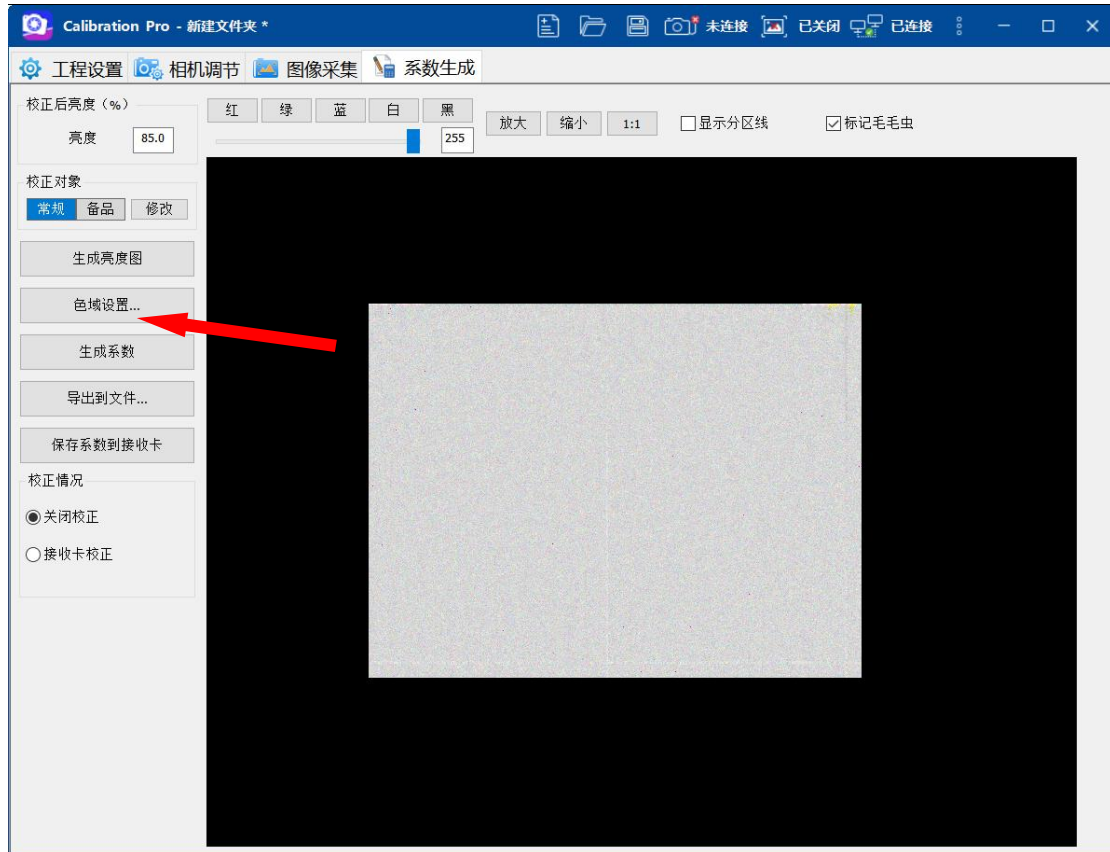 Calibration Pro - 新建文件夹 *
未连接 已关闭 已连接
工程设置 相机调节 图像采集 系数生成
校正后亮度（%）
亮度 85.0
红 绿 蓝 白 黑
255
放大 缩小 1:1 显示分区线 标记毛毛虫
校正对象
常规 备品 修改
生成亮度图
色域设置...
生成系数
导出到文件...
保存系数到接收卡
校正情况
关闭校正
接收卡校正